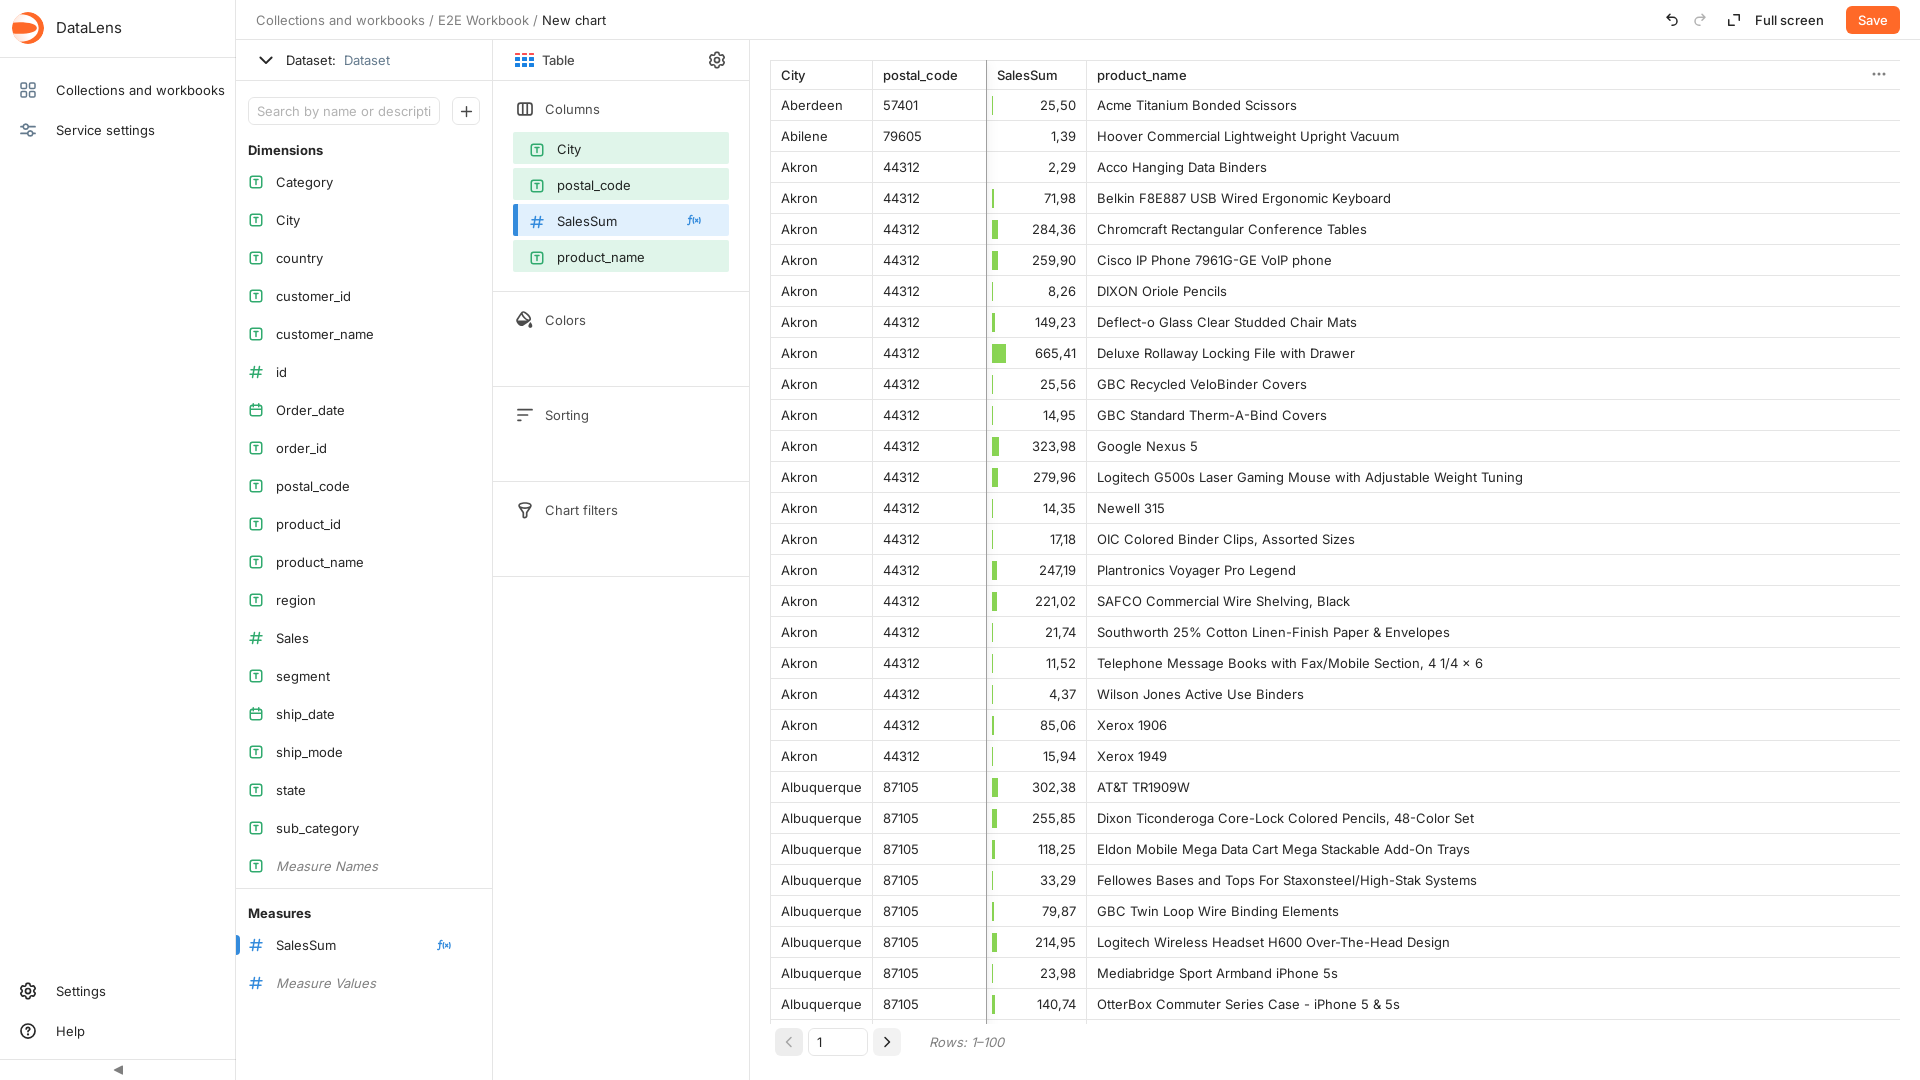 DataLens
Collections and workbooks
Service settings
Settings
Help
Collections and workbooks / E2E Workbook / New chart
Full screen
Save
Dataset: Dataset
Search by name or descripti
Dimensions
Category
City
country
customer_id
customer_name
id
Order_date
order_id
postal_code
product_id
product_name
region
Sales
segment
ship_date
ship_mode
state
sub_category
Measure Names
Measures
SalesSum
Measure Values
Table
Columns
City
postal_code
SalesSum
product_name
Colors
Sorting
Chart filters
City postal_code SalesSum product_name
Aberdeen 57401 25,50 Acme Titanium Bonded Scissors
Abilene 79605 1,39 Hoover Commercial Lightweight Upright Vacuum
Akron 44312 2,29 Acco Hanging Data Binders
Akron 44312 71,98 Belkin F8E887 USB Wired Ergonomic Keyboard
Akron 44312 284,36 Chromcraft Rectangular Conference Tables
Akron 44312 259,90 Cisco IP Phone 7961G-GE VoIP phone
Akron 44312 8,26 DIXON Oriole Pencils
Akron 44312 149,23 Deflect-o Glass Clear Studded Chair Mats
Akron 44312 665,41 Deluxe Rollaway Locking File with Drawer
Akron 44312 25,56 GBC Recycled VeloBinder Covers
Akron 44312 14,95 GBC Standard Therm-A-Bind Covers
Akron 44312 323,98 Google Nexus 5
Akron 44312 279,96 Logitech G500s Laser Gaming Mouse with Adjustable Weight Tuning
Akron 44312 14,35 Newell 315
Akron 44312 17,18 OIC Colored Binder Clips, Assorted Sizes
Akron 44312 247,19 Plantronics Voyager Pro Legend
Akron 44312 221,02 SAFCO Commercial Wire Shelving, Black
Akron 44312 21,74 Southworth 25% Cotton Linen-Finish Paper & Envelopes
Akron 44312 11,52 Telephone Message Books with Fax/Mobile Section, 4 1/4 × 6
Akron 44312 4,37 Wilson Jones Active Use Binders
Akron 44312 85,06 Xerox 1906
Akron 44312 15,94 Xerox 1949
Albuquerque 87105 302,38 AT&T TR1909W
Albuquerque 87105 255,85 Dixon Ticonderoga Core-Lock Colored Pencils, 48-Color Set
Albuquerque 87105 118,25 Eldon Mobile Mega Data Cart Mega Stackable Add-On Trays
Albuquerque 87105 33,29 Fellowes Bases and Tops For Staxonsteel/High-Stak Systems
Albuquerque 87105 79,87 GBC Twin Loop Wire Binding Elements
Albuquerque 87105 214,95 Logitech Wireless Headset H600 Over-The-Head Design
Albuquerque 87105 23,98 Mediabridge Sport Armband iPhone 5s
Albuquerque 87105 140,74 OtterBox Commuter Series Case - iPhone 5 & 5s
1
Rows: 1–100